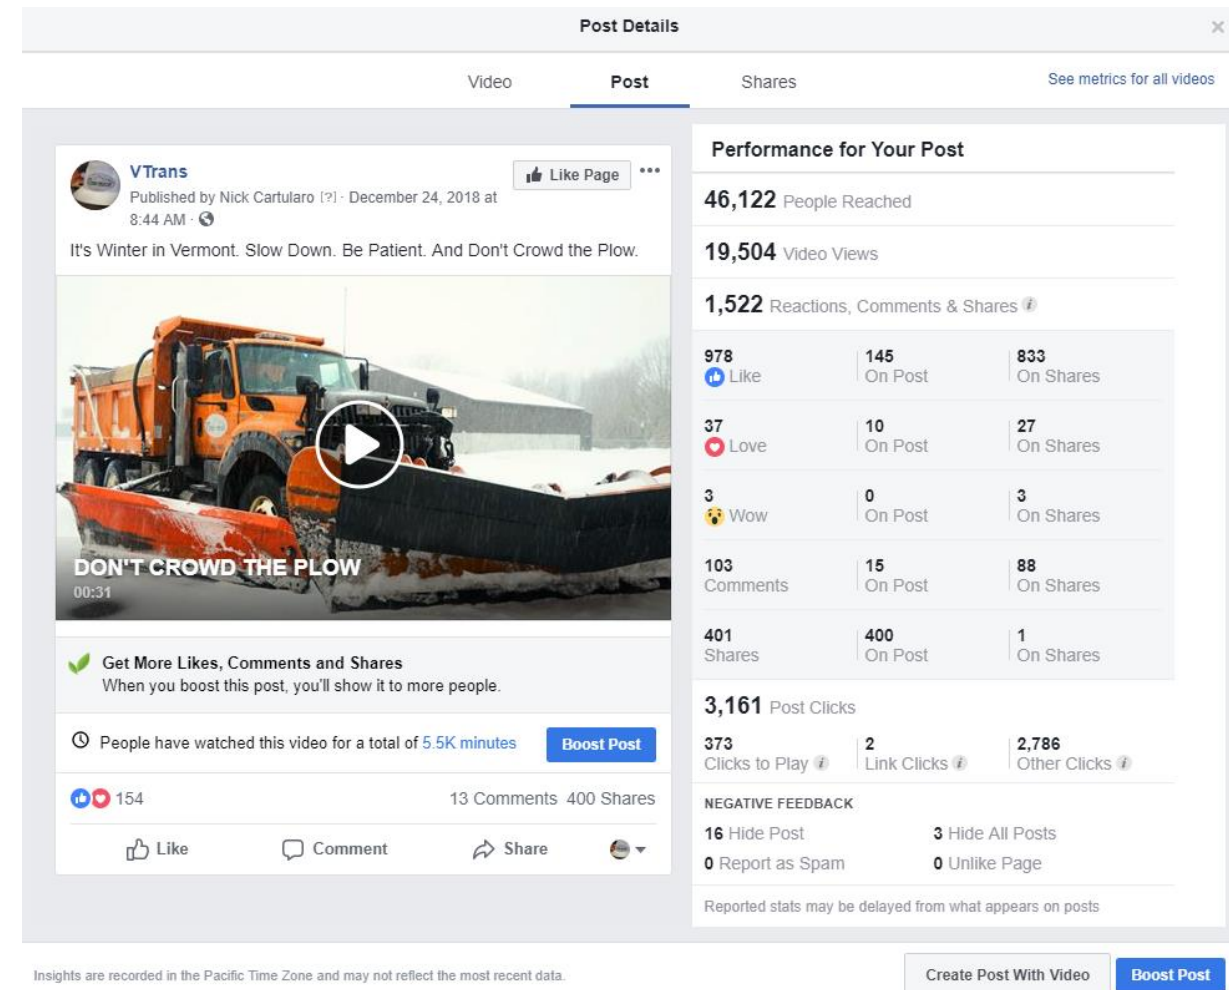 Post Details
Video Post Shares See metrics for all videos
VTrans
Like Page
Published by Nick Cartularo [?] · December 24, 2018 at
8:44 AM ·
It's Winter in Vermont. Slow Down. Be Patient. And Don't Crowd the Plow.
DON'T CROWD THE PLOW
00:31
Get More Likes, Comments and Shares
When you boost this post, you'll show it to more people.
People have watched this video for a total of 5.5K minutes
Boost Post
154 13 Comments 400 Shares
Like Comment Share
Performance for Your Post
46,122 People Reached
19,504 Video Views
1,522 Reactions, Comments & Shares i
978 145 833
Like On Post On Shares
37 10 27
Love On Post On Shares
3 0 3
Wow On Post On Shares
103 15 88
Comments On Post On Shares
401 400 1
Shares On Post On Shares
3,161 Post Clicks
373 2 2,786
Clicks to Play i Link Clicks i Other Clicks i
NEGATIVE FEEDBACK
16 Hide Post 3 Hide All Posts
0 Report as Spam 0 Unlike Page
Reported stats may be delayed from what appears on posts
Insights are recorded in the Pacific Time Zone and may not reflect the most recent data.
Create Post With Video Boost Post